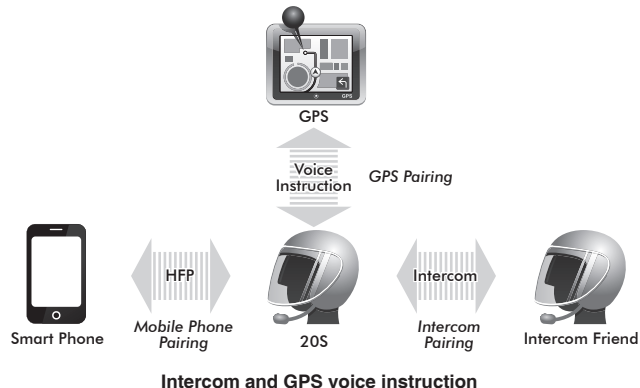 GPS
GPS
Voice
Instruction
GPS Pairing
HFP
Intercom
Mobile Phone
Pairing
Intercom
Pairing
Smart Phone
20S
Intercom Friend
Intercom and GPS voice instruction